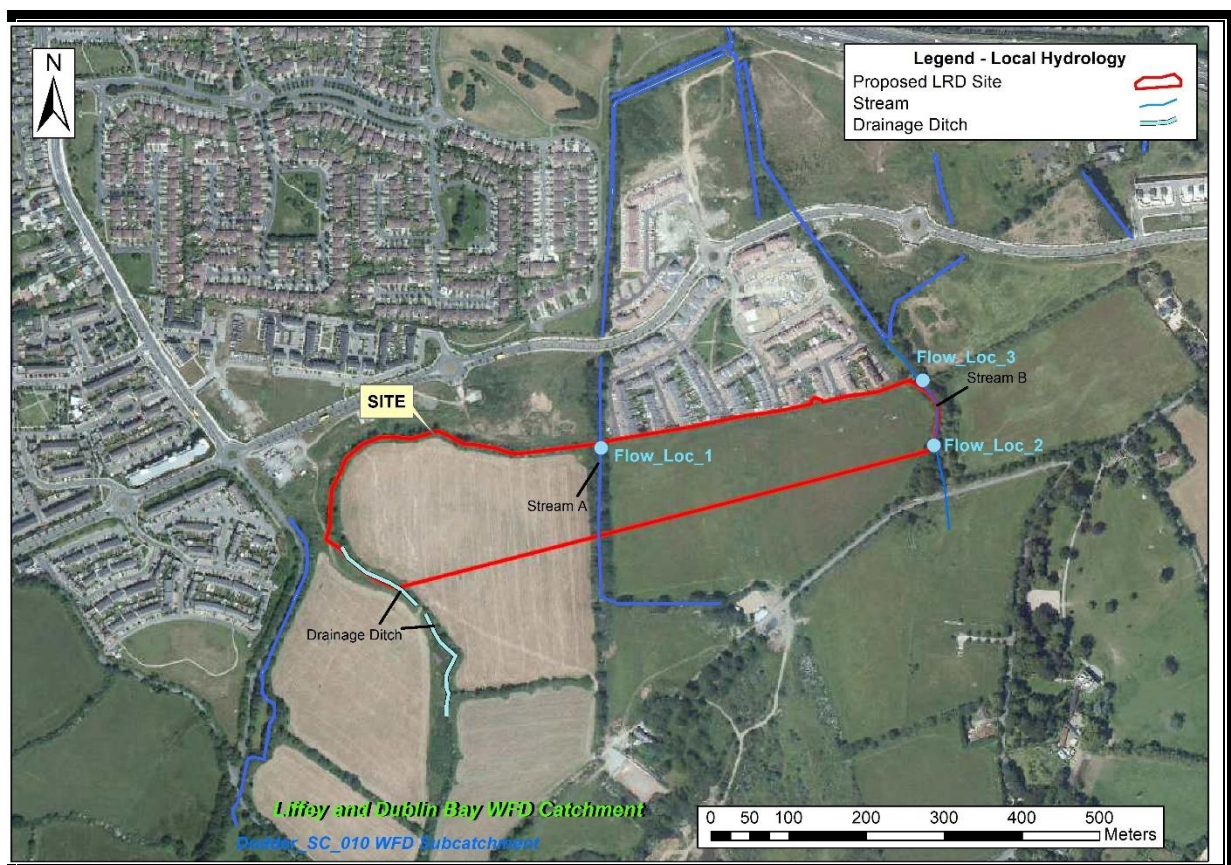 N
Legend - Local Hydrology
Proposed LRD Site
Stream
Drainage Ditch
Flow_Loc_3
Stream B
SITE
Flow_Loc_2
Flow_Loc_1
Stream A
Drainage Ditch
Liffey and Dublin Bay WFD Catchment
Dodder_SC_010 WFD Subcatchment
0 50 100 200 300 400 500
Meters